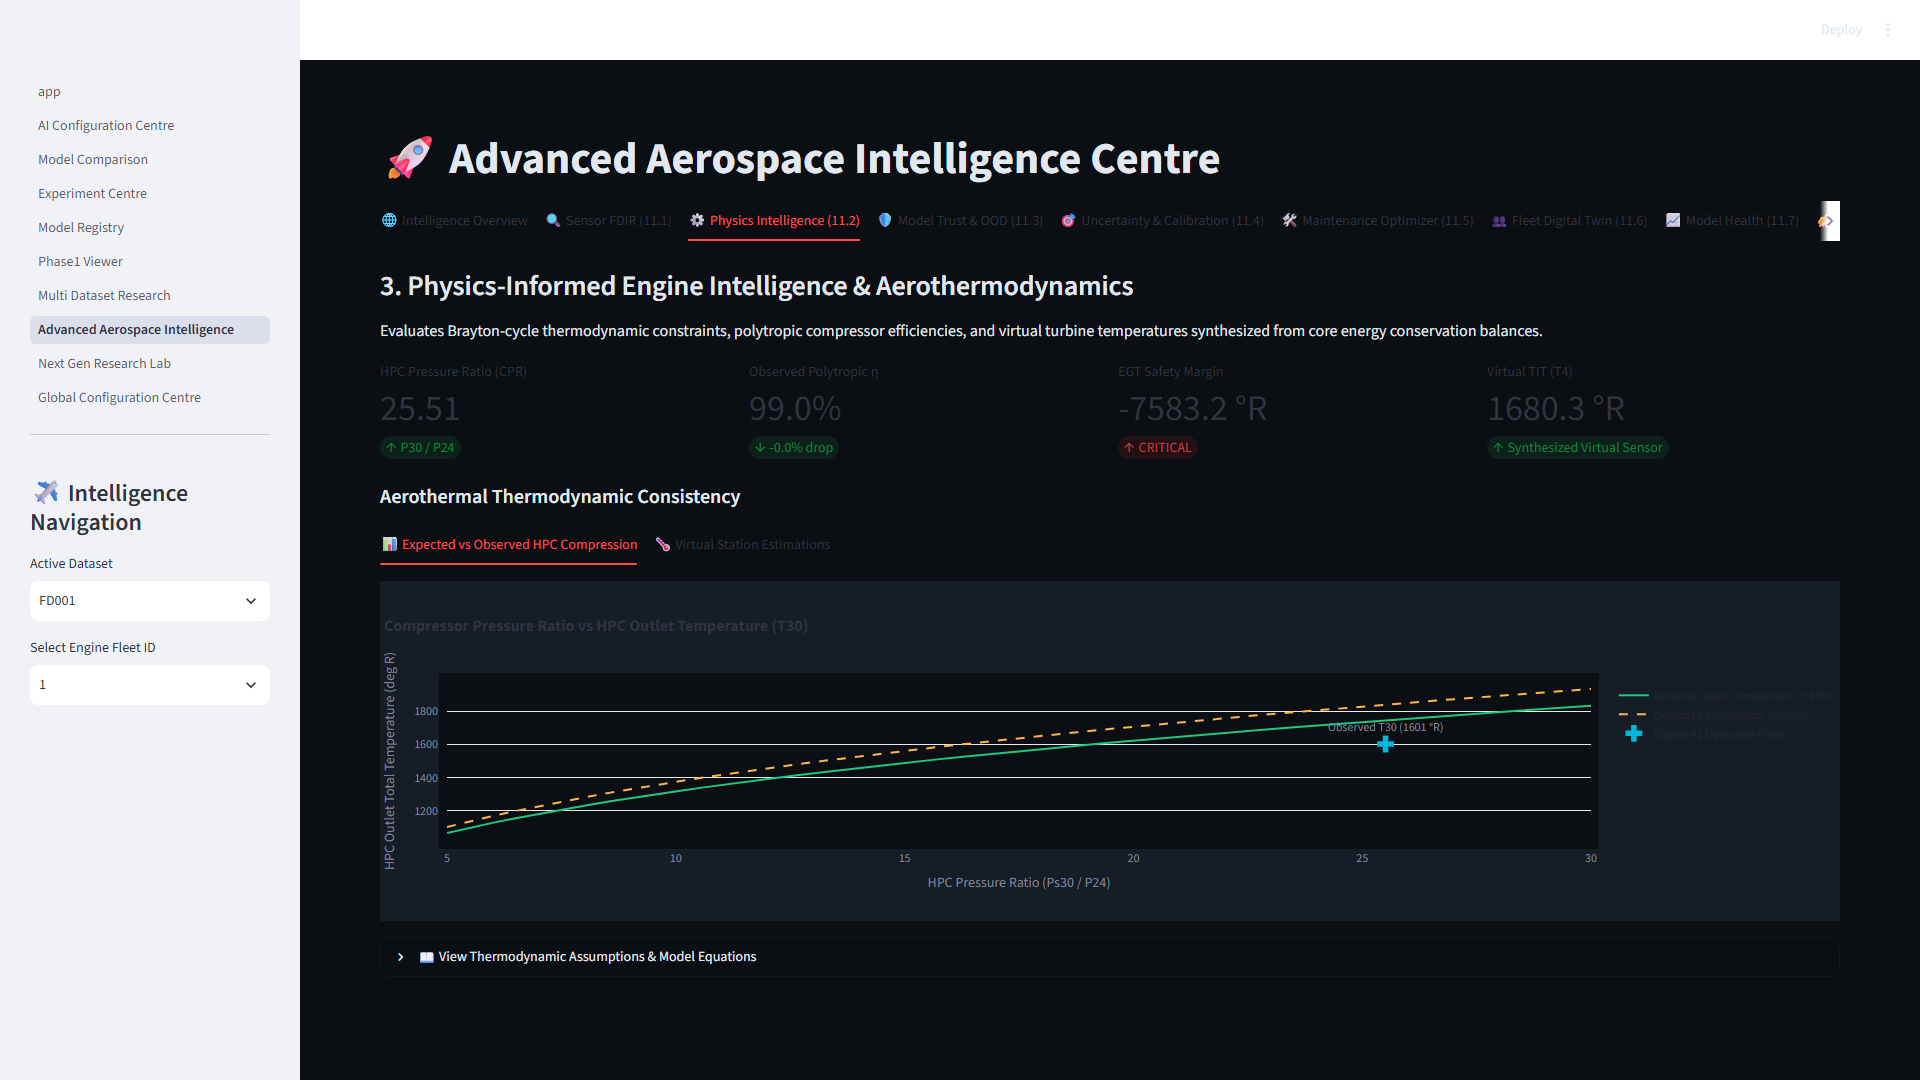 Deploy
app
AI Configuration Centre
Model Comparison
Experiment Centre
Model Registry
Phase1 Viewer
Multi Dataset Research
Advanced Aerospace Intelligence
Next Gen Research Lab
Global Configuration Centre
Intelligence
Navigation
Active Dataset
FD001
Select Engine Fleet ID
1
Advanced Aerospace Intelligence Centre
Intelligence Overview
Sensor FDIR (11.1)
Physics Intelligence (11.2)
Model Trust & OOD (11.3)
Uncertainty & Calibration (11.4)
Maintenance Optimizer (11.5)
Fleet Digital Twin (11.6)
Model Health (11.7)
3. Physics-Informed Engine Intelligence & Aerothermodynamics
Evaluates Brayton-cycle thermodynamic constraints, polytropic compressor efficiencies, and virtual turbine temperatures synthesized from core energy conservation balances.
HPC Pressure Ratio (CPR)
25.51
↑ P30 / P24
Observed Polytropic η
99.0%
↓ -0.0% drop
EGT Safety Margin
-7583.2 °R
↑ CRITICAL
Virtual TIT (T4)
1680.3 °R
↑ Synthesized Virtual Sensor
Aerothermal Thermodynamic Consistency
Expected vs Observed HPC Compression
Virtual Station Estimations
Compressor Pressure Ratio vs HPC Outlet Temperature (T30)
HPC Outlet Total Temperature (deg R)
1800
1600
1400
1200
Observed T30 (1601 °R)
5
10
15
20
25
30
HPC Pressure Ratio (Ps30 / P24)
Nominal Clean Compressor
Degraded Compressor
Engine #1 Operating Point
View Thermodynamic Assumptions & Model Equations